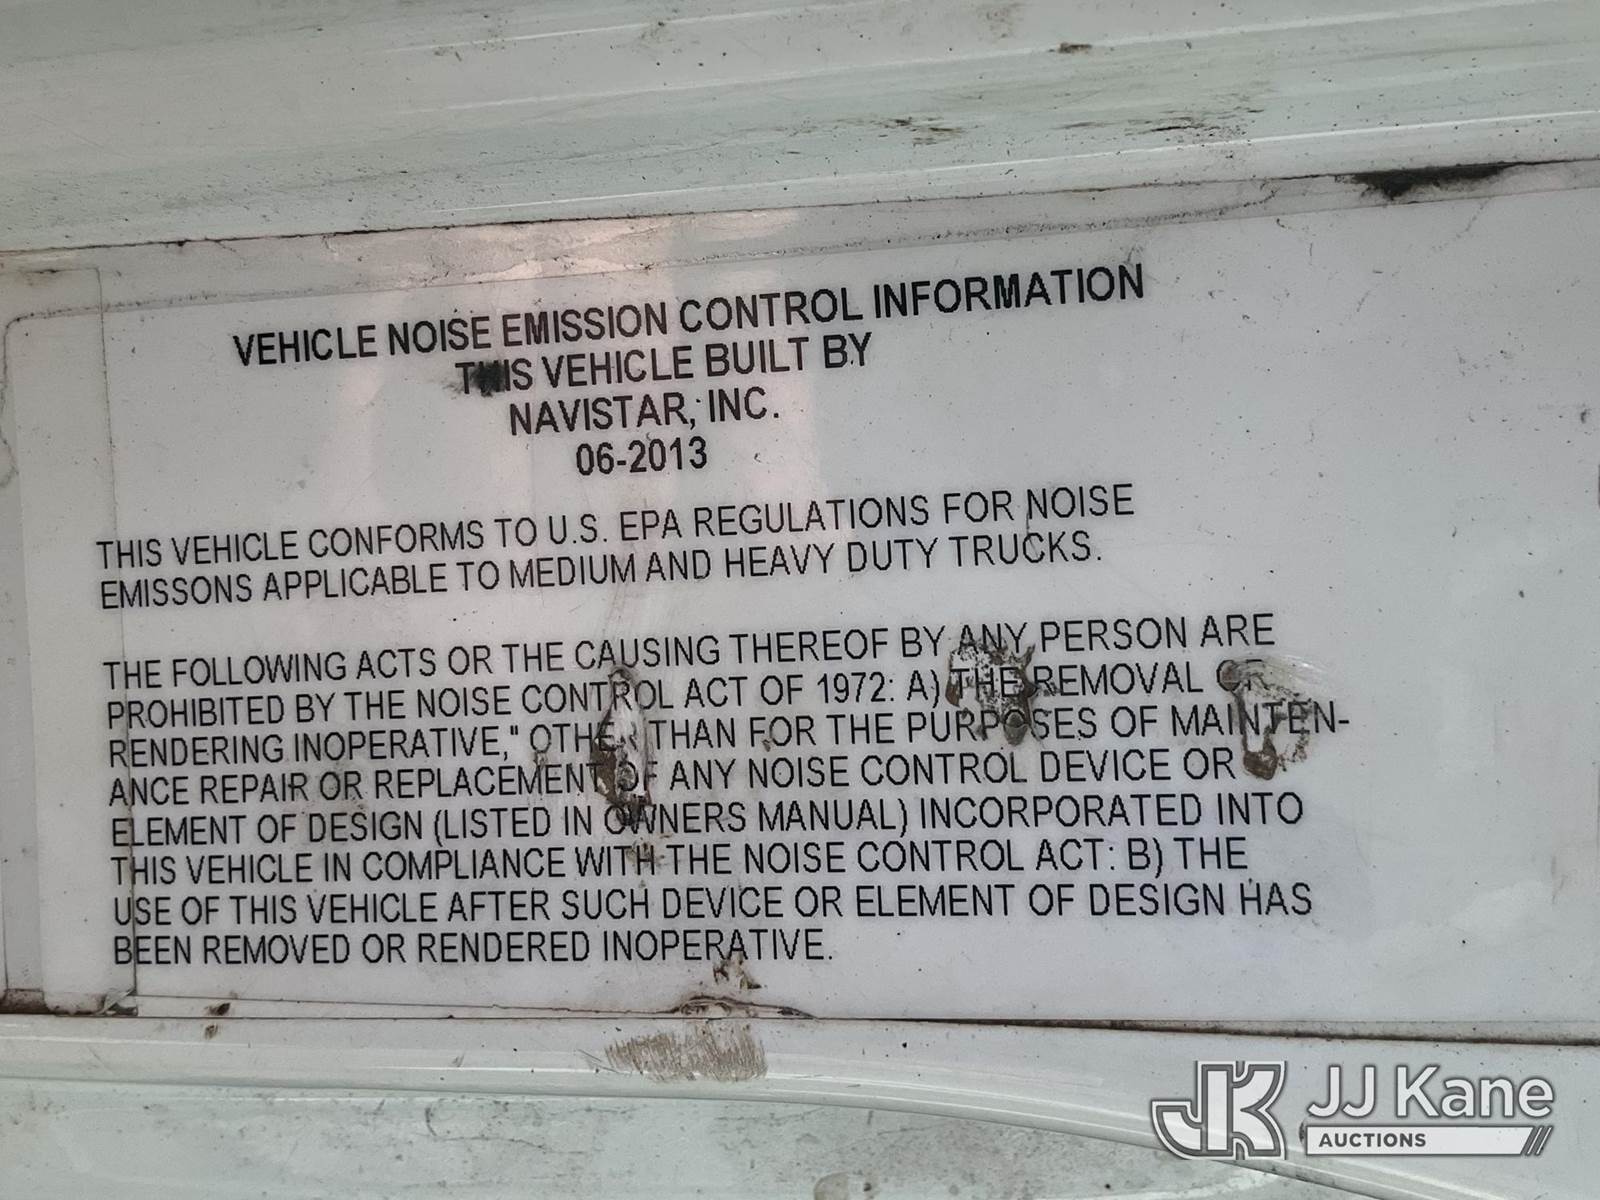 VEHICLE NOISE EMISSION CONTROL INFORMATION
THIS VEHICLE BUILT BY
NAVISTAR, INC.
06-2013
THIS VEHICLE CONFORMS TO U.S. EPA REGULATIONS FOR NOISE
EMISSONS APPLICABLE TO MEDIUM AND HEAVY DUTY TRUCKS.
THE FOLLOWING ACTS OR THE CAUSING THEREOF BY ANY PERSON ARE
PROHIBITED BY THE NOISE CONTROL ACT OF 1972: A) THE REMOVAL OR
RENDERING INOPERATIVE," OTHER THAN FOR THE PURPOSES OF MAINTEN-
ANCE REPAIR OR REPLACEMENT OF ANY NOISE CONTROL DEVICE OR
ELEMENT OF DESIGN (LISTED IN OWNERS MANUAL) INCORPORATED INTO
THIS VEHICLE IN COMPLIANCE WITH THE NOISE CONTROL ACT: B) THE
USE OF THIS VEHICLE AFTER SUCH DEVICE OR ELEMENT OF DESIGN HAS
BEEN REMOVED OR RENDERED INOPERATIVE.
JK JJ Kane
AUCTIONS